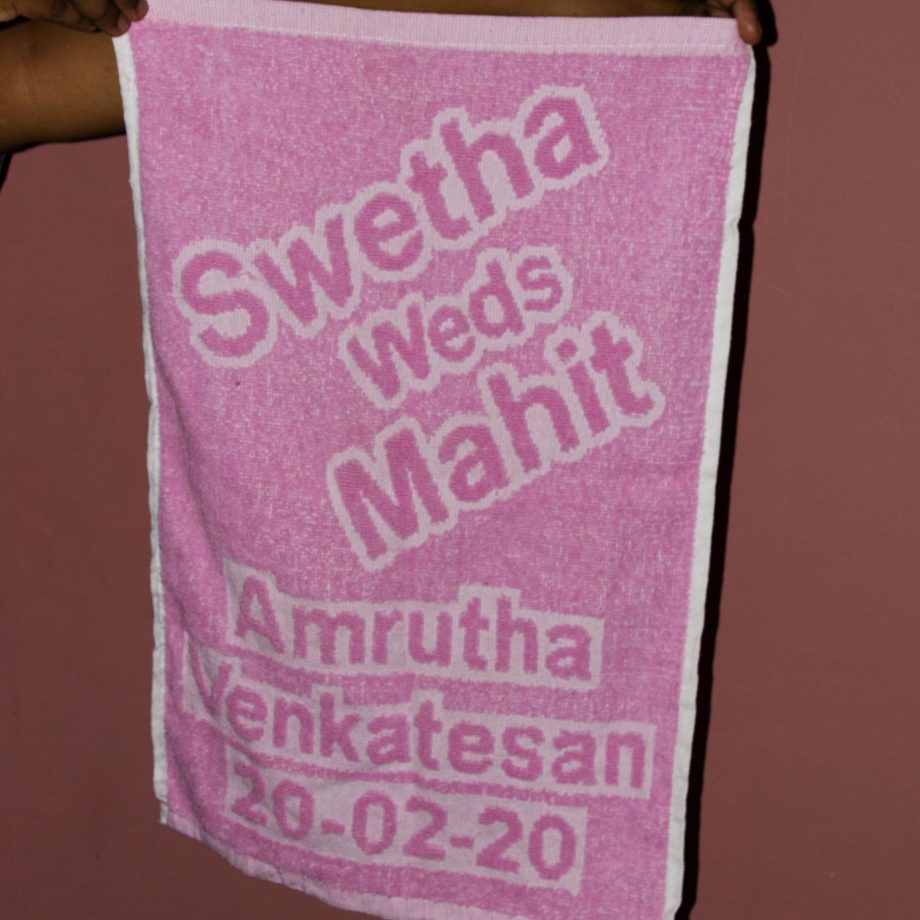 Swetha
Weds
Mahit
Amrutha
Venkatesan
20-02-20